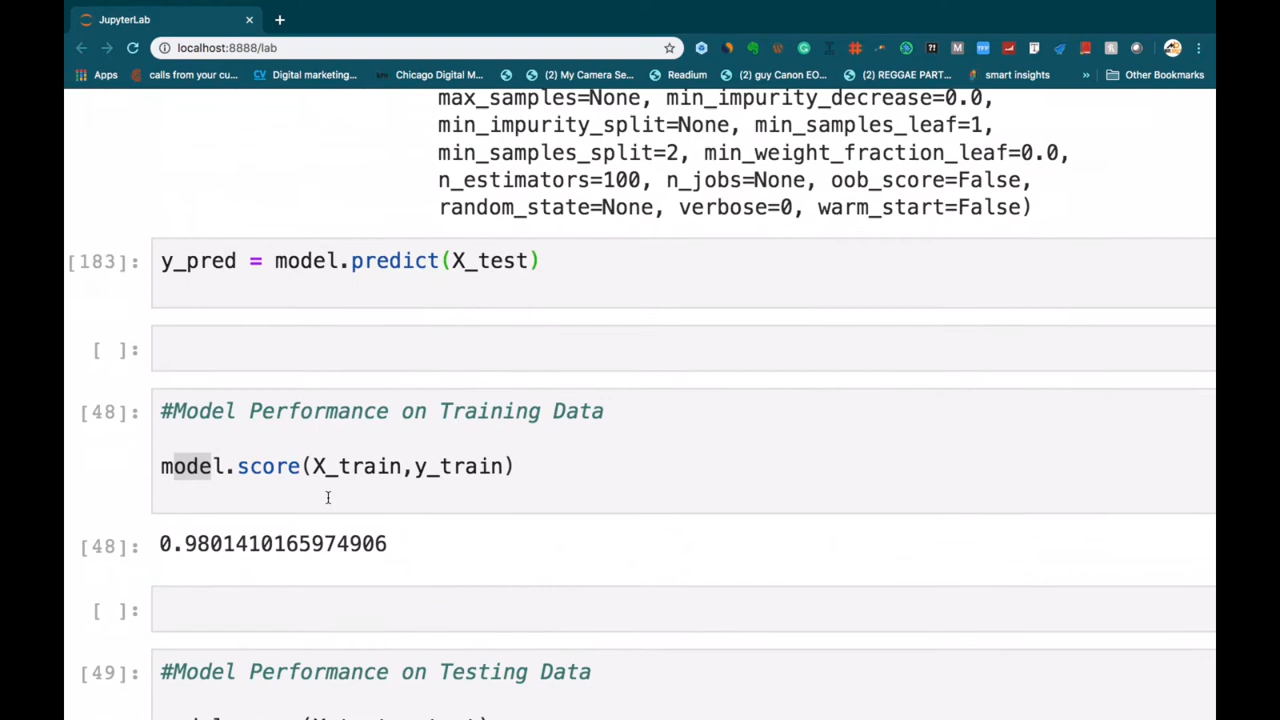 JupyterLab
localhost:8888/lab
Apps calls from your cu... CV Digital marketing... Chicago Digital M... (2) My Camera Se... Readium (2) guy Canon EO... (2) REGGAE PART... smart insights » Other Bookmarks
max_samples=None, min_impurity_decrease=0.0,
min_impurity_split=None, min_samples_leaf=1,
min_samples_split=2, min_weight_fraction_leaf=0.0,
n_estimators=100, n_jobs=None, oob_score=False,
random_state=None, verbose=0, warm_start=False)
[183]: y_pred = model.predict(X_test)
[ ]:
[48]: #Model Performance on Training Data
model.score(X_train,y_train)
[48]: 0.9801410165974906
[ ]:
[49]: #Model Performance on Testing Data